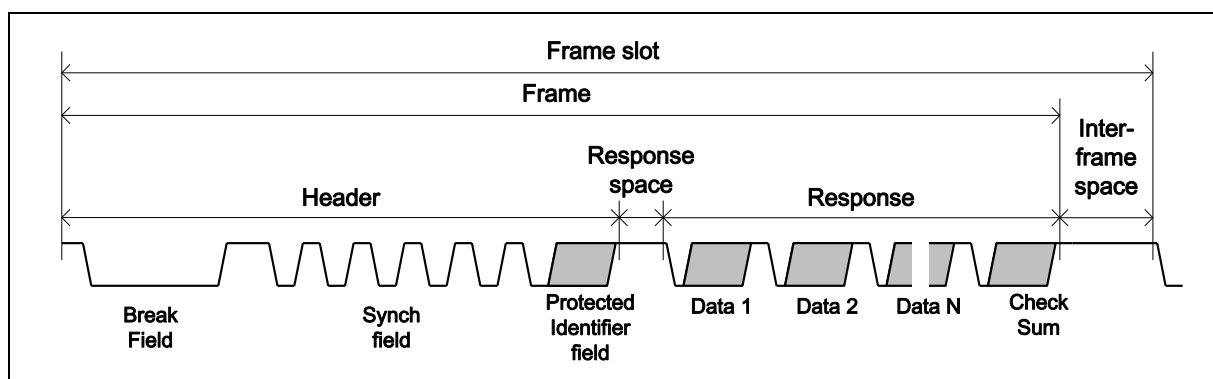 Frame slot
Frame
Inter-
frame
space
Response
space
Header
Response
Break
Field
Synch
field
Protected
Identifier
field
Data 1
Data 2
Data N
Check
Sum